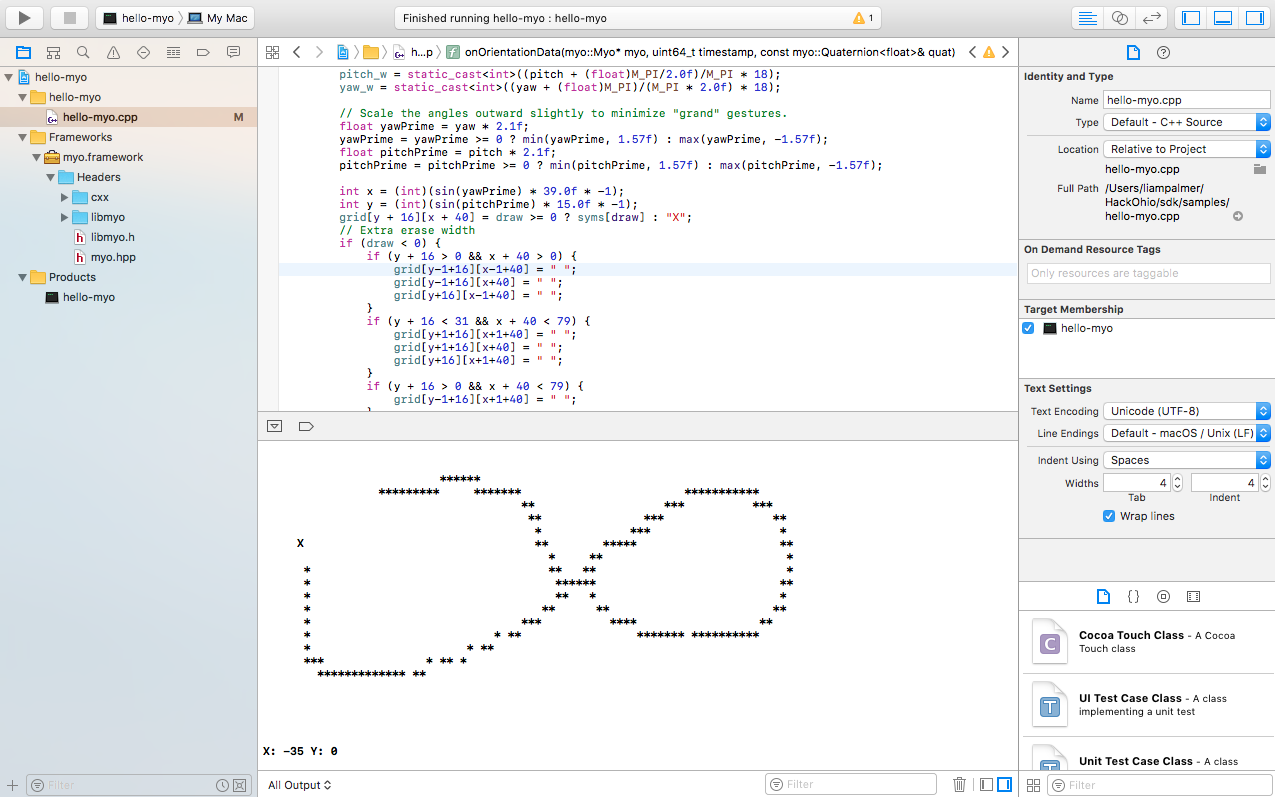 hello-myo
My Mac
Finished running hello-myo : hello-myo
1
h...p
onOrientationData(myo::Myo* myo, uint64_t timestamp, const myo::Quaternion<float>& quat)
hello-myo
hello-myo
hello-myo.cpp M
Frameworks
myo.framework
Headers
cxx
libmyo
libmyo.h
myo.hpp
Products
hello-myo
Filter
pitch_w = static_cast<int>((pitch + (float)M_PI/2.0f)/M_PI * 18);
yaw_w = static_cast<int>((yaw + (float)M_PI)/(M_PI * 2.0f) * 18);
// Scale the angles outward slightly to minimize "grand" gestures.
float yawPrime = yaw * 2.1f;
yawPrime = yawPrime >= 0 ? min(yawPrime, 1.57f) : max(yawPrime, -1.57f);
float pitchPrime = pitch * 2.1f;
pitchPrime = pitchPrime >= 0 ? min(pitchPrime, 1.57f) : max(pitchPrime, -1.57f);
int x = (int)(sin(yawPrime) * 39.0f * -1);
int y = (int)(sin(pitchPrime) * 15.0f * -1);
grid[y + 16][x + 40] = draw >= 0 ? syms[draw] : "X";
// Extra erase width
if (draw < 0) {
if (y + 16 > 0 && x + 40 > 0) {
grid[y-1+16][x-1+40] = " ";
grid[y-1+16][x+40] = " ";
grid[y+16][x-1+40] = " ";
}
if (y + 16 < 31 && x + 40 < 79) {
grid[y+1+16][x+1+40] = " ";
grid[y+1+16][x+40] = " ";
grid[y+16][x+1+40] = " ";
}
if (y + 16 > 0 && x + 40 < 79) {
grid[y-1+16][x+1+40] = " ";
}
******
********* ******* ***********
** *** ***
** *** **
* *** *
X ** ***** **
* ** *
* ** ** *
* ****** **
* ** * *
* ** ** **
* *** **** **
* * ** ******* **********
* * **
*** * ** *
************* **
X: -35 Y: 0
All Output
Filter
Identity and Type
Name hello-myo.cpp
Type Default - C++ Source
Location Relative to Project
hello-myo.cpp
Full Path /Users/liampalmer/
HackOhio/sdk/samples/
hello-myo.cpp
On Demand Resource Tags
Only resources are taggable
Target Membership
hello-myo
Text Settings
Text Encoding Unicode (UTF-8)
Line Endings Default - macOS / Unix (LF)
Indent Using Spaces
Widths 4 4
Tab Indent
Wrap lines
{}
C
Cocoa Touch Class - A Cocoa
Touch class
T
UI Test Case Class - A class
implementing a unit test
T
Unit Test Case Class - A class
Filter